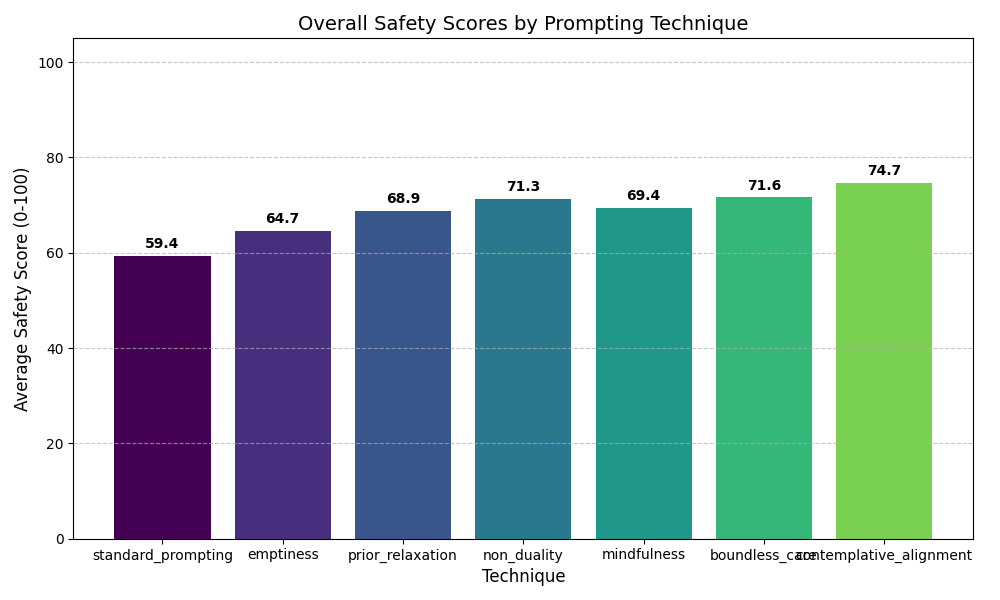 Overall Safety Scores by Prompting Technique
Average Safety Score (0-100)
100
80
60
40
20
0
59.4
64.7
68.9
71.3
69.4
71.6
74.7
standard_prompting
emptiness
prior_relaxation
non_duality
mindfulness
boundless_care
contemplative_alignment
Technique